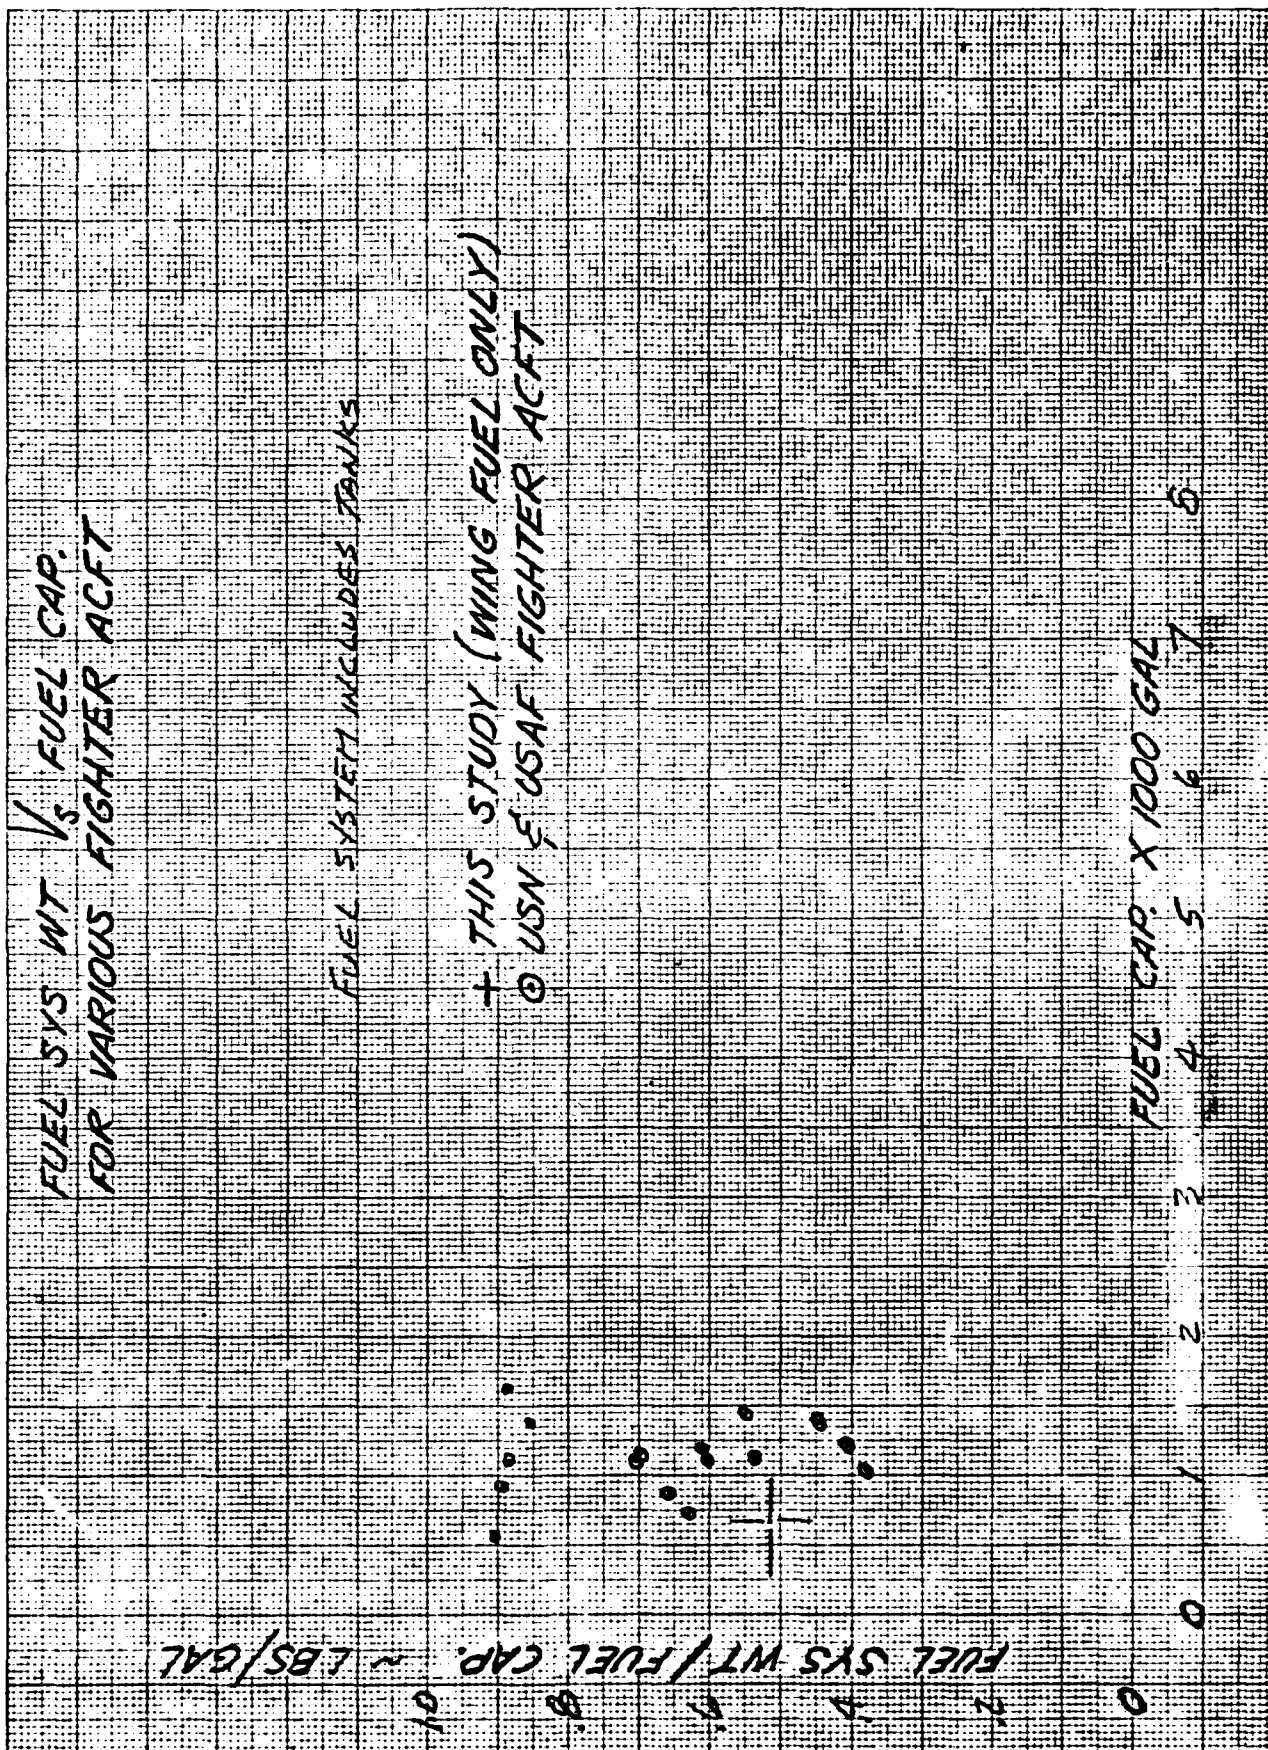 FUEL SYS WT Vs FUEL CAP.
FOR VARIOUS FIGHTER ACFT
FUEL SYSTEM INCLUDES TANKS
+ THIS STUDY (WING FUEL ONLY)
⊙ USN & USAF FIGHTER ACFT
FUEL SYS WT/FUEL CAP. ~ LBS/GAL
1.0
.8
.6
.4
.2
0
FUEL CAP. X 1000 GAL
0 1 2 3 4 5 6 7 8